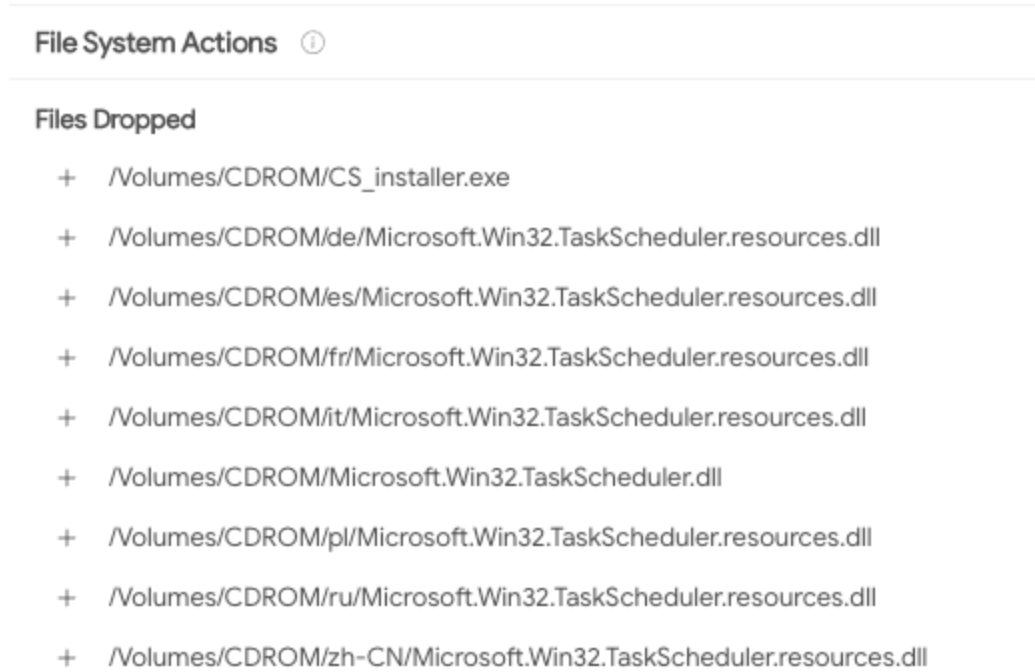 File System Actions
Files Dropped
+ /Volumes/CDROM/CS_installer.exe
+ /Volumes/CDROM/de/Microsoft.Win32.TaskScheduler.resources.dll
+ /Volumes/CDROM/es/Microsoft.Win32.TaskScheduler.resources.dll
+ /Volumes/CDROM/fr/Microsoft.Win32.TaskScheduler.resources.dll
+ /Volumes/CDROM/it/Microsoft.Win32.TaskScheduler.resources.dll
+ /Volumes/CDROM/Microsoft.Win32.TaskScheduler.dll
+ /Volumes/CDROM/pl/Microsoft.Win32.TaskScheduler.resources.dll
+ /Volumes/CDROM/ru/Microsoft.Win32.TaskScheduler.resources.dll
+ /Volumes/CDROM/zh-CN/Microsoft.Win32.TaskScheduler.resources.dll